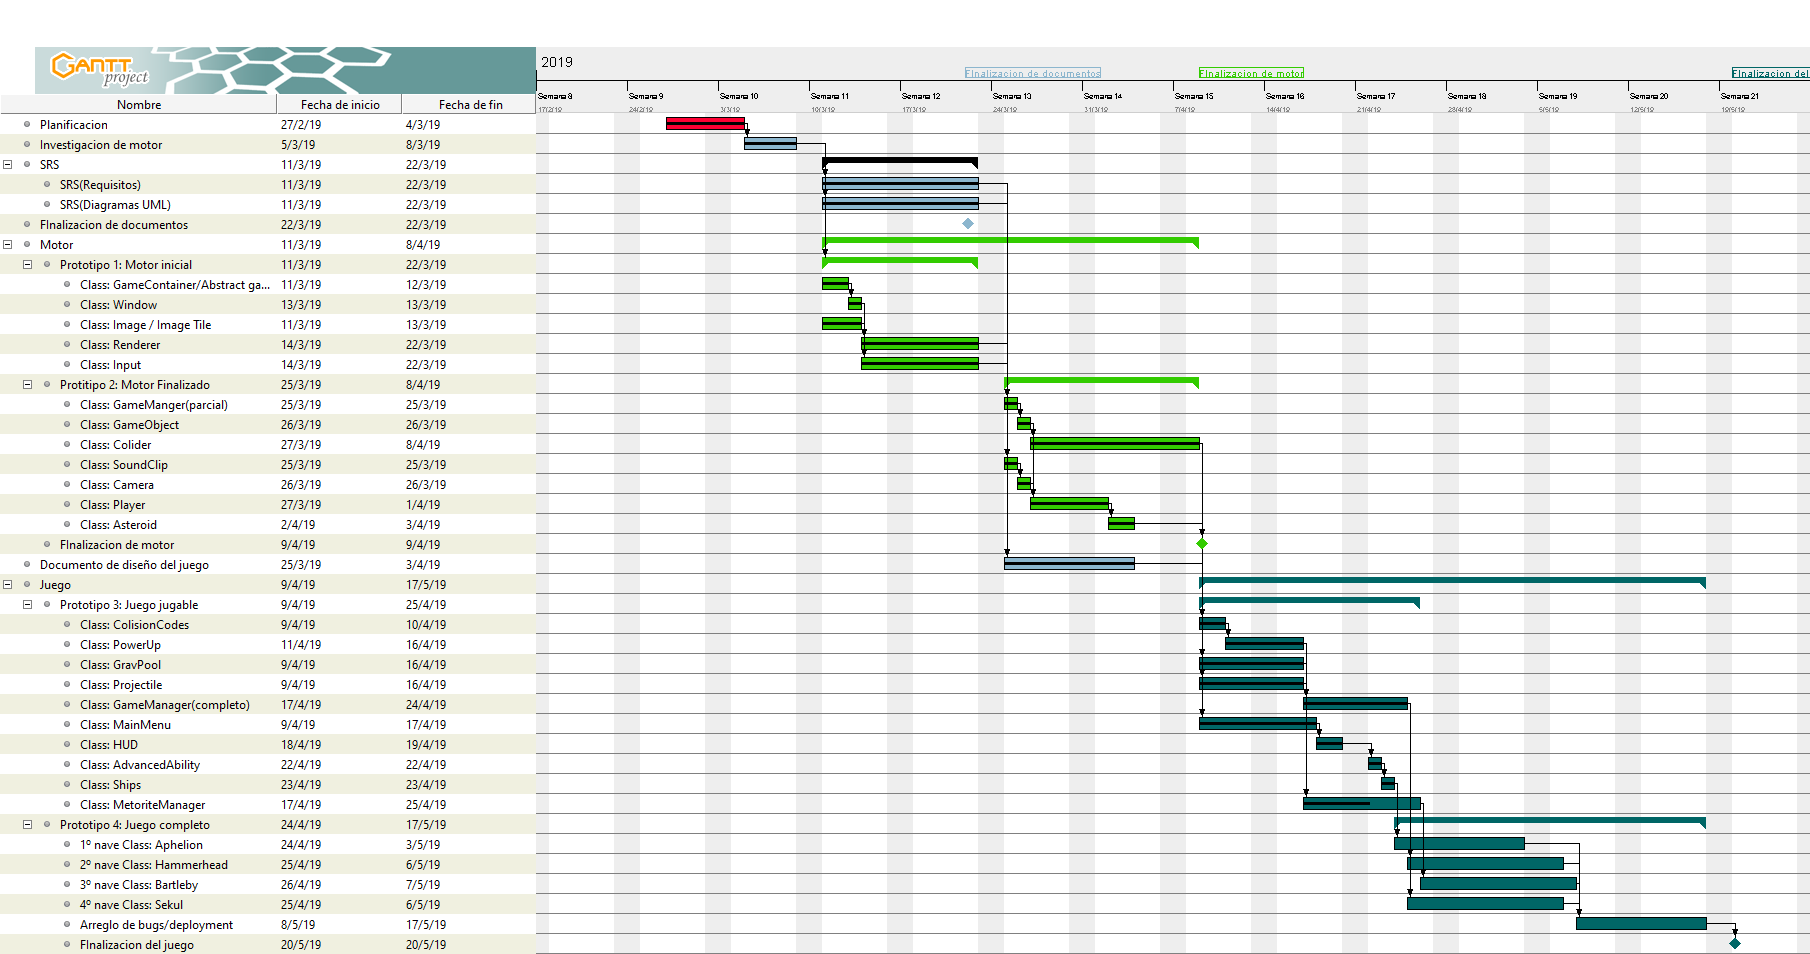 GANTT
project
2019
FInalizacion de documentos
FInalizacion de motor
FInalizacion del
Nombre Fecha de inicio Fecha de fin
Semana 8 Semana 9 Semana 10 Semana 11 Semana 12 Semana 13 Semana 14 Semana 15 Semana 16 Semana 17 Semana 18 Semana 19 Semana 20 Semana 21
17/2/19 24/2/19 3/3/19 10/3/19 17/3/19 24/3/19 31/3/19 7/4/19 14/4/19 21/4/19 28/4/19 5/5/19 12/5/19 19/5/19
Planificacion 27/2/19 4/3/19
Investigacion de motor 5/3/19 8/3/19
SRS 11/3/19 22/3/19
SRS(Requisitos) 11/3/19 22/3/19
SRS(Diagramas UML) 11/3/19 22/3/19
FInalizacion de documentos 22/3/19 22/3/19
Motor 11/3/19 8/4/19
Prototipo 1: Motor inicial 11/3/19 22/3/19
Class: GameContainer/Abstract ga... 11/3/19 12/3/19
Class: Window 13/3/19 13/3/19
Class: Image / Image Tile 11/3/19 13/3/19
Class: Renderer 14/3/19 22/3/19
Class: Input 14/3/19 22/3/19
Protitipo 2: Motor Finalizado 25/3/19 8/4/19
Class: GameManger(parcial) 25/3/19 25/3/19
Class: GameObject 26/3/19 26/3/19
Class: Colider 27/3/19 8/4/19
Class: SoundClip 25/3/19 25/3/19
Class: Camera 26/3/19 26/3/19
Class: Player 27/3/19 1/4/19
Class: Asteroid 2/4/19 3/4/19
FInalizacion de motor 9/4/19 9/4/19
Documento de diseño del juego 25/3/19 3/4/19
Juego 9/4/19 17/5/19
Prototipo 3: Juego jugable 9/4/19 25/4/19
Class: ColisionCodes 9/4/19 10/4/19
Class: PowerUp 11/4/19 16/4/19
Class: GravPool 9/4/19 16/4/19
Class: Projectile 9/4/19 16/4/19
Class: GameManager(completo) 17/4/19 24/4/19
Class: MainMenu 9/4/19 17/4/19
Class: HUD 18/4/19 19/4/19
Class: AdvancedAbility 22/4/19 22/4/19
Class: Ships 23/4/19 23/4/19
Class: MetoriteManager 17/4/19 25/4/19
Prototipo 4: Juego completo 24/4/19 17/5/19
1º nave Class: Aphelion 24/4/19 3/5/19
2º nave Class: Hammerhead 25/4/19 6/5/19
3º nave Class: Bartleby 26/4/19 7/5/19
4º nave Class: Sekul 25/4/19 6/5/19
Arreglo de bugs/deployment 8/5/19 17/5/19
FInalizacion del juego 20/5/19 20/5/19